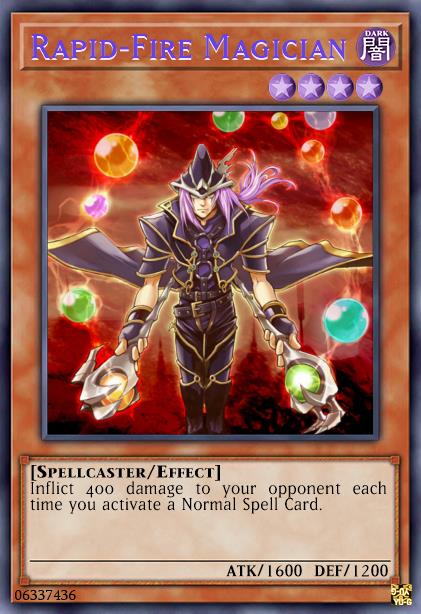 Rapid-Fire Magician
DARK
闇
[Spellcaster/Effect]
Inflict 400 damage to your opponent each
time you activate a Normal Spell Card.
ATK/1600 DEF/1200
06337436